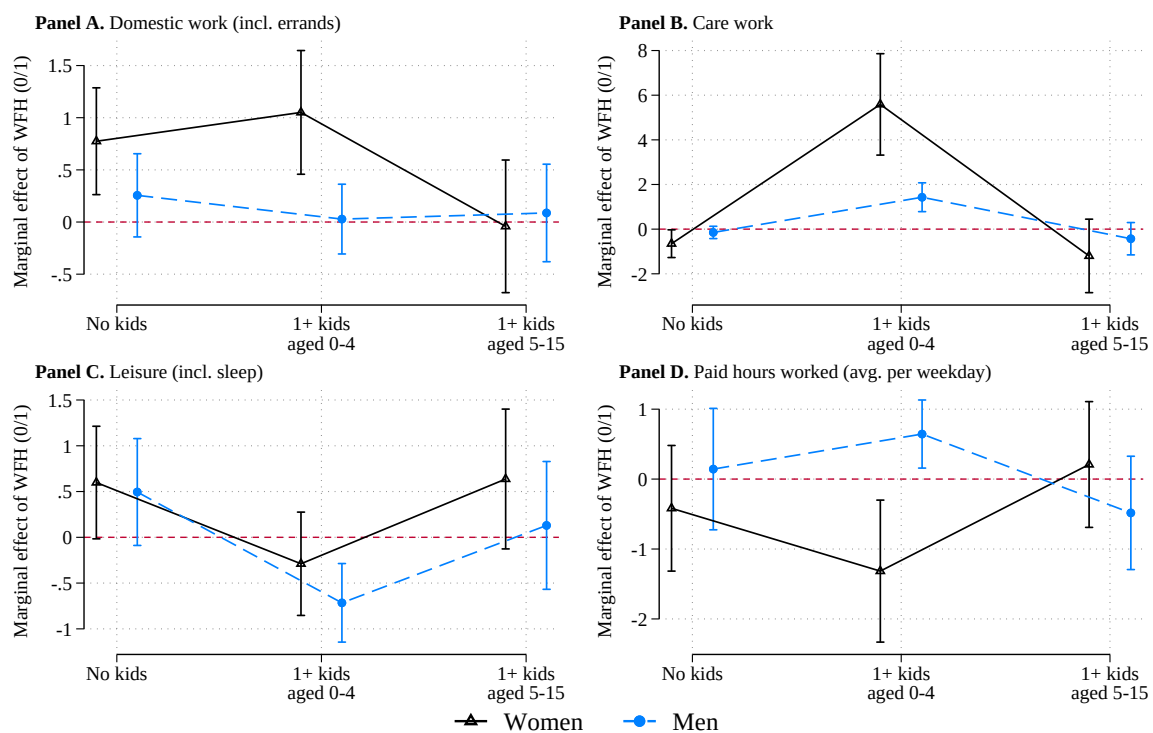 Panel A. Domestic work (incl. errands)
Marginal effect of WFH (0/1)
1.5
1
.5
0
-.5
No kids
1+ kids
aged 0-4
1+ kids
aged 5-15
Panel B. Care work
Marginal effect of WFH (0/1)
8
6
4
2
0
-2
No kids
1+ kids
aged 0-4
1+ kids
aged 5-15
Panel C. Leisure (incl. sleep)
Marginal effect of WFH (0/1)
1.5
1
.5
0
-.5
-1
No kids
1+ kids
aged 0-4
1+ kids
aged 5-15
Panel D. Paid hours worked (avg. per weekday)
Marginal effect of WFH (0/1)
1
0
-1
-2
No kids
1+ kids
aged 0-4
1+ kids
aged 5-15
Women
Men